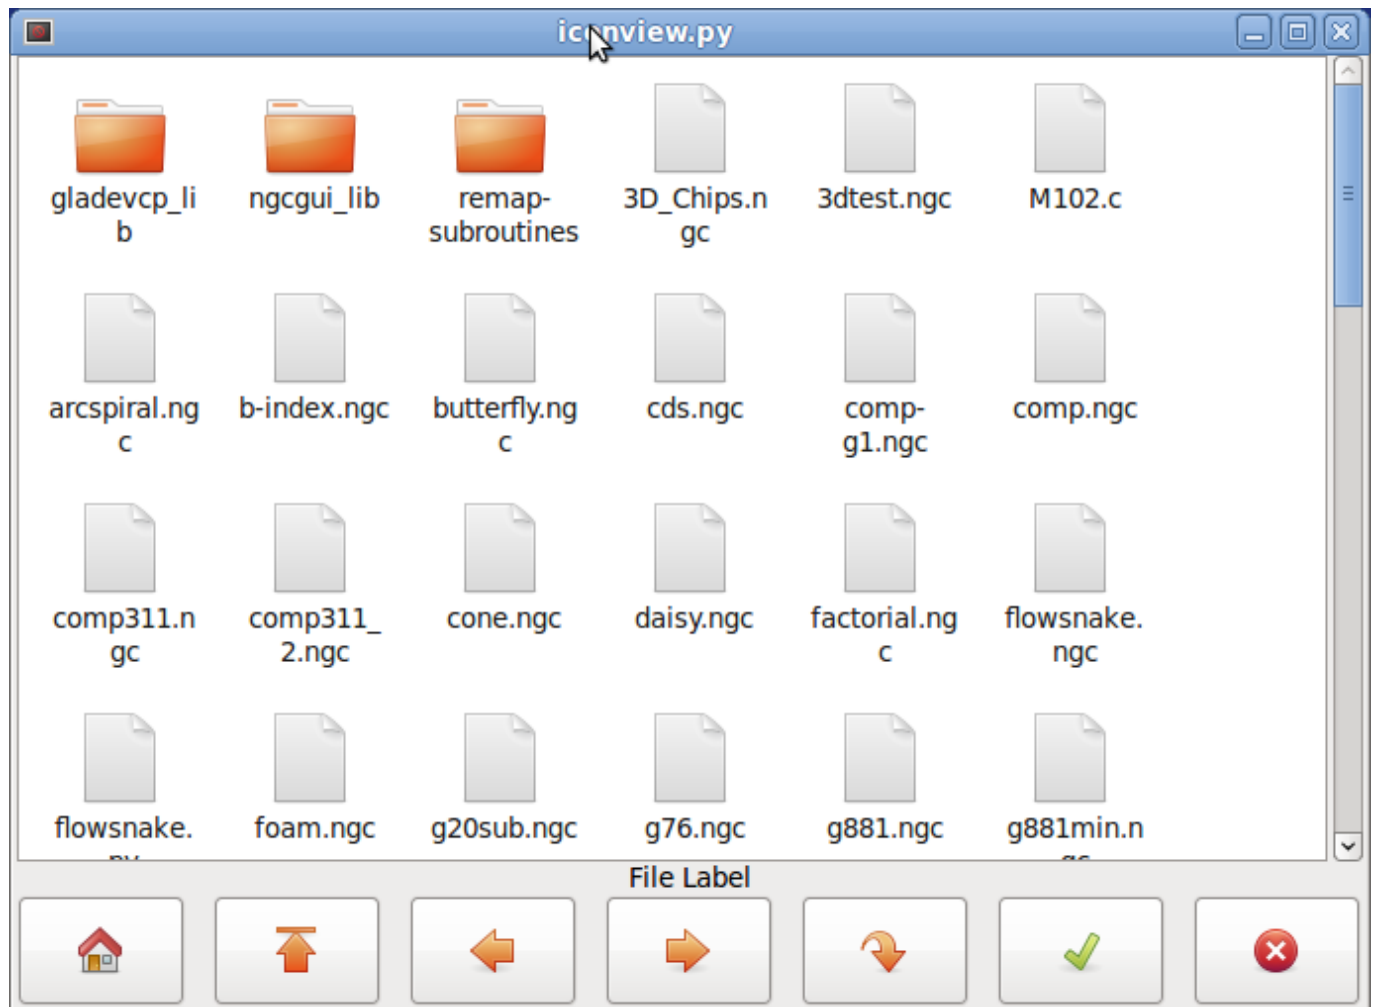 iconview.py
gladevcp_li
b
ngcgui_lib
remap-
subroutines
3D_Chips.n
gc
3dtest.ngc
M102.c
arcspiral.ng
c
b-index.ngc
butterfly.ng
c
cds.ngc
comp-
g1.ngc
comp.ngc
comp311.n
gc
comp311_
2.ngc
cone.ngc
daisy.ngc
factorial.ng
c
flowsnake.
ngc
flowsnake.
foam.ngc
g20sub.ngc
g76.ngc
g881.ngc
g881min.n
File Label